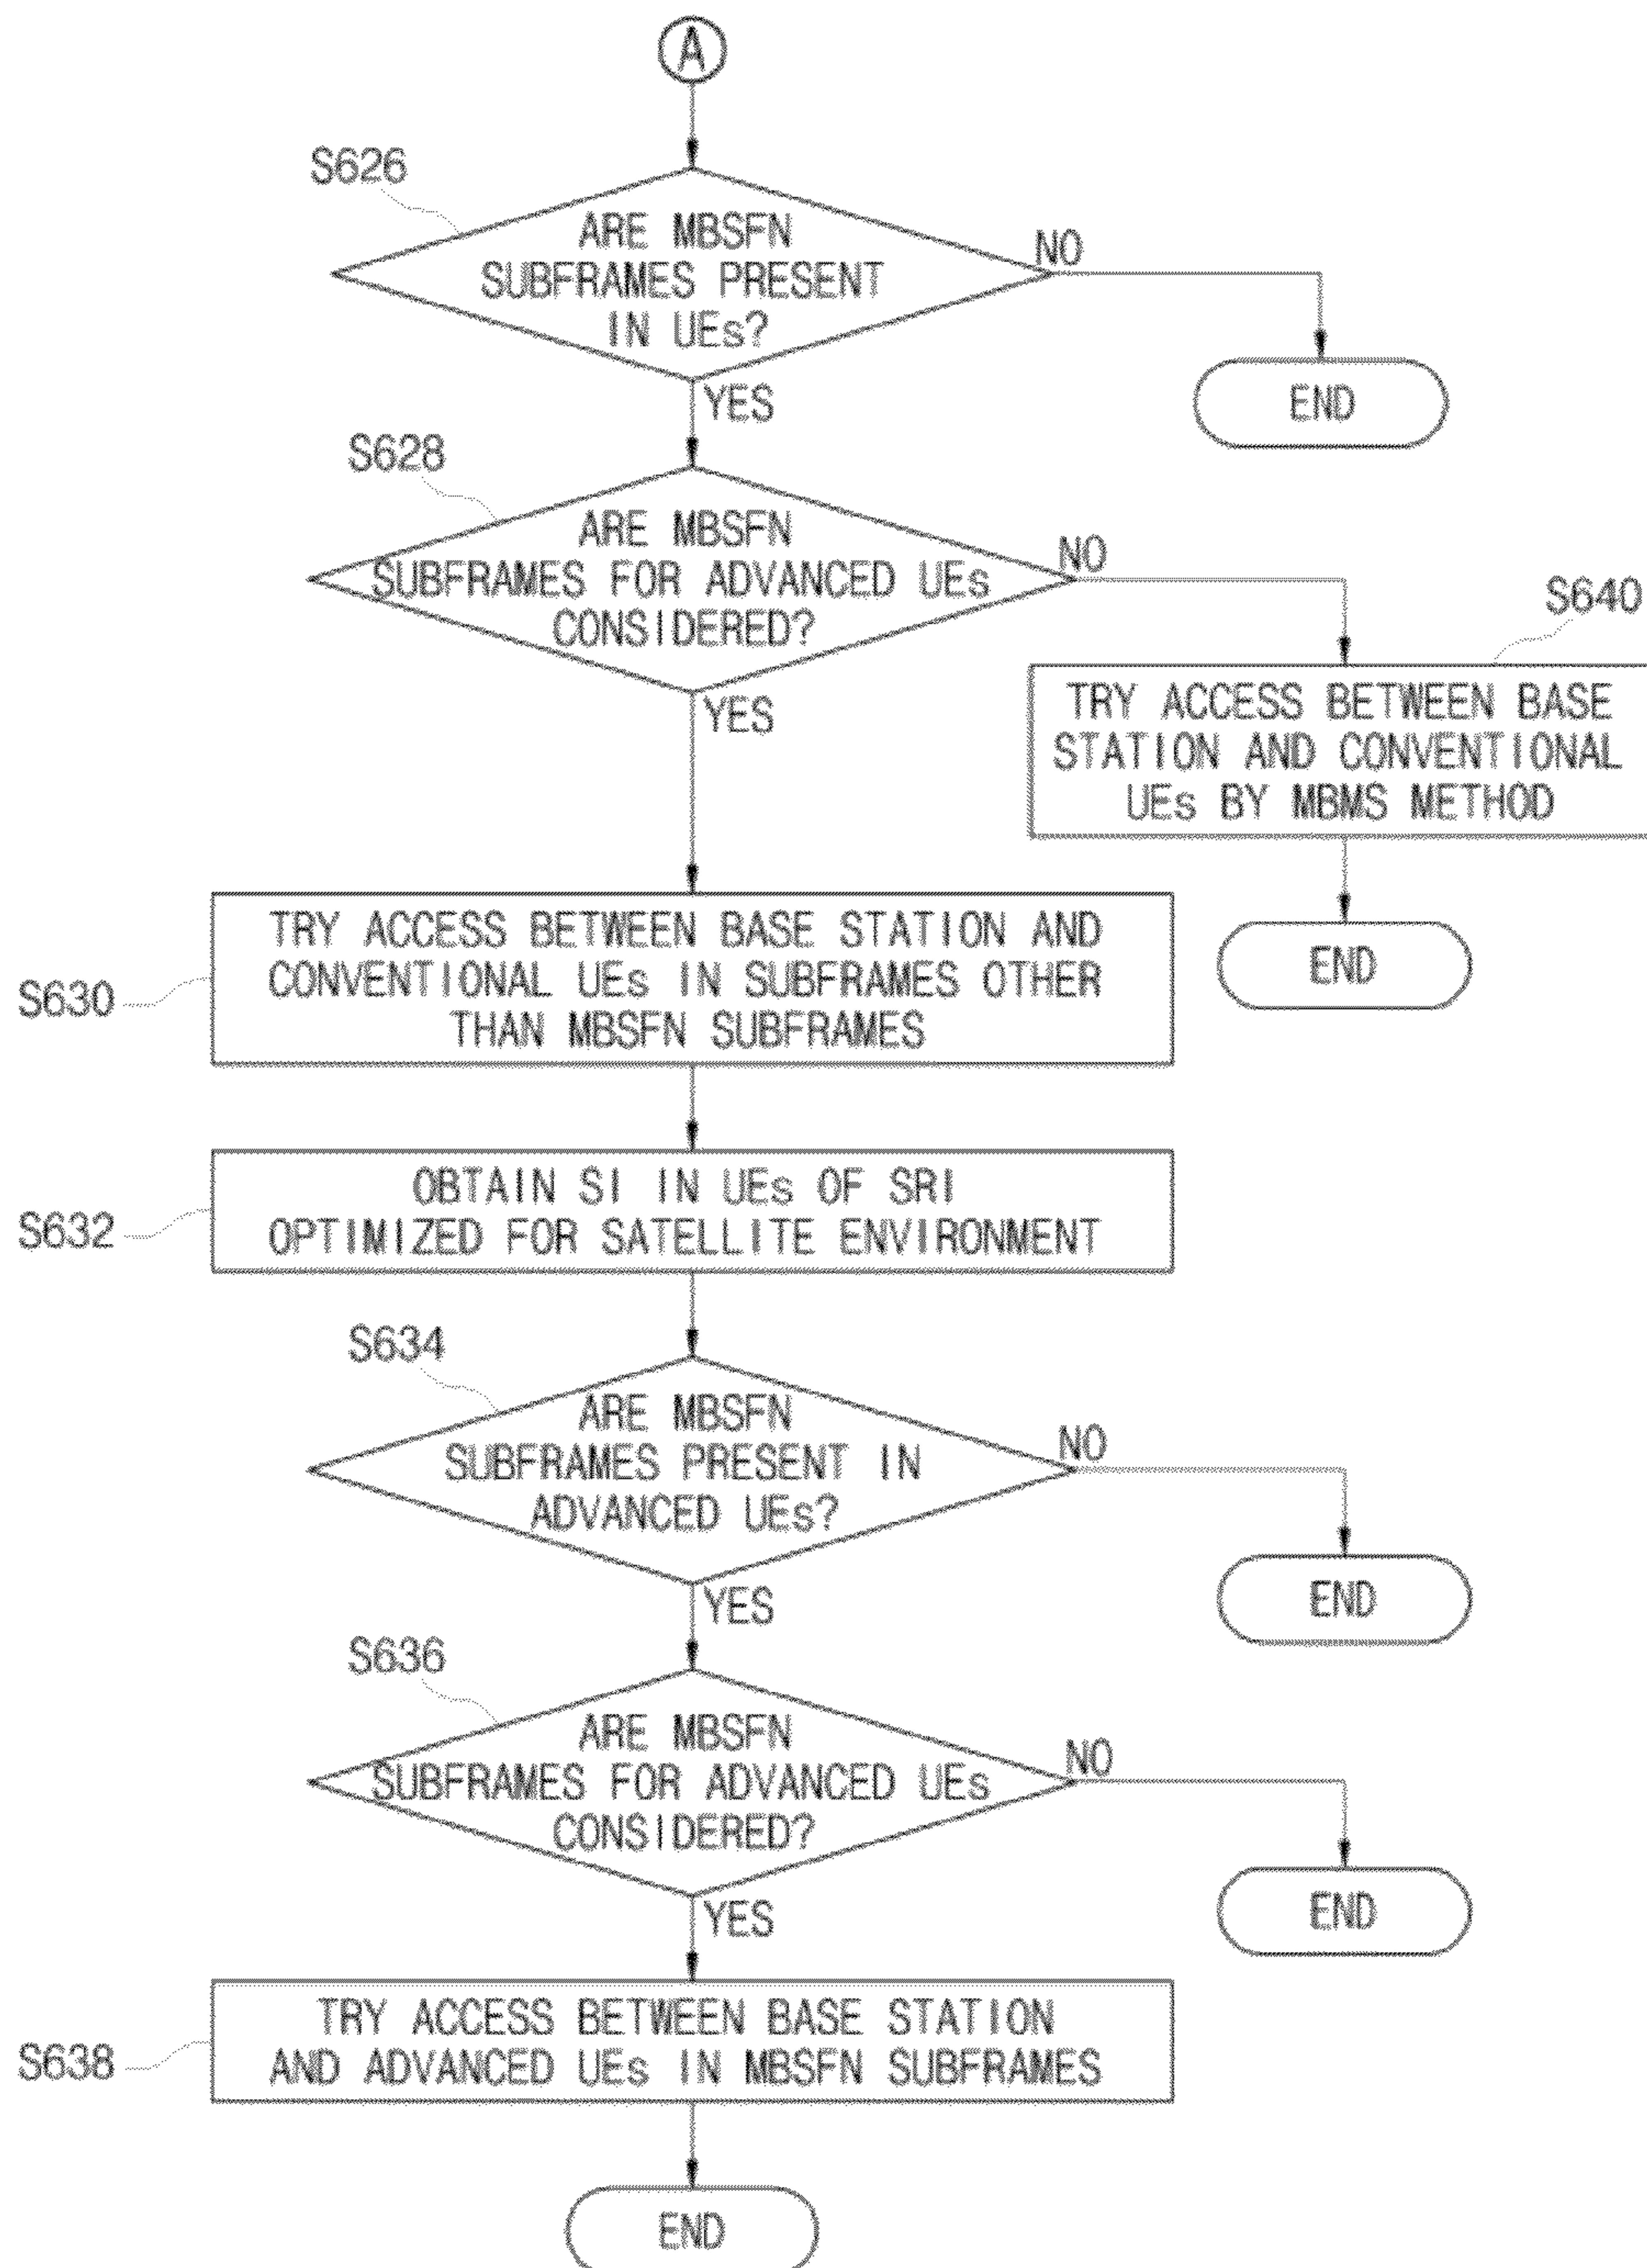 A
S626
ARE MBSFN
SUBFRAMES PRESENT
IN UEs?
NO
END
YES
S628
ARE MBSFN
SUBFRAMES FOR ADVANCED UEs
CONSIDERED?
NO
S640
TRY ACCESS BETWEEN BASE
STATION AND CONVENTIONAL
UEs BY MBMS METHOD
END
YES
S630
TRY ACCESS BETWEEN BASE STATION AND
CONVENTIONAL UEs IN SUBFRAMES OTHER
THAN MBSFN SUBFRAMES
S632
OBTAIN SI IN UEs OF SRI
OPTIMIZED FOR SATELLITE ENVIRONMENT
S634
ARE MBSFN
SUBFRAMES PRESENT IN
ADVANCED UEs?
NO
END
YES
S636
ARE MBSFN
SUBFRAMES FOR ADVANCED UEs
CONSIDERED?
NO
END
YES
S638
TRY ACCESS BETWEEN BASE STATION
AND ADVANCED UEs IN MBSFN SUBFRAMES
END